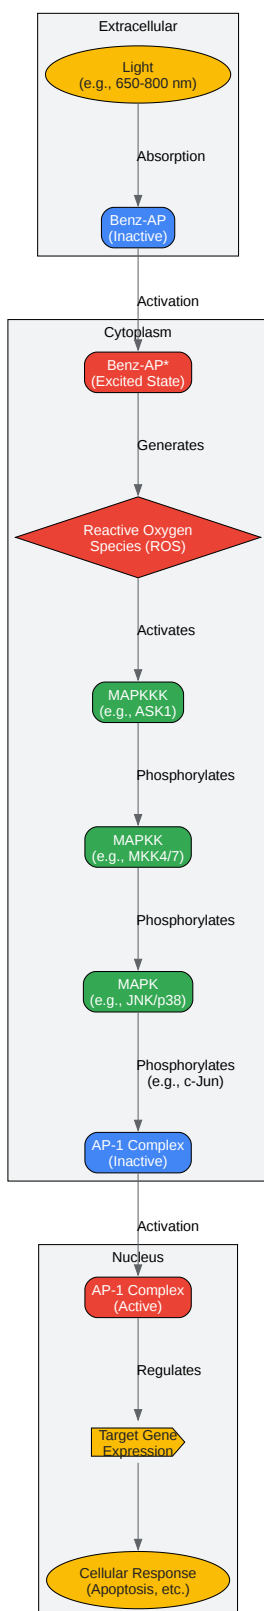 Extracellular
Light
(e.g., 650-800 nm)
Absorption
Benz-AP
(Inactive)
Activation
Cytoplasm
Benz-AP*
(Excited State)
Generates
Reactive Oxygen
Species (ROS)
Activates
MAPKKK
(e.g., ASK1)
Phosphorylates
MAPKK
(e.g., MKK4/7)
Phosphorylates
MAPK
(e.g., JNK/p38)
Phosphorylates
(e.g., c-Jun)
AP-1 Complex
(Inactive)
Activation
Nucleus
AP-1 Complex
(Active)
Regulates
Target Gene
Expression
Cellular Response
(Apoptosis, etc.)